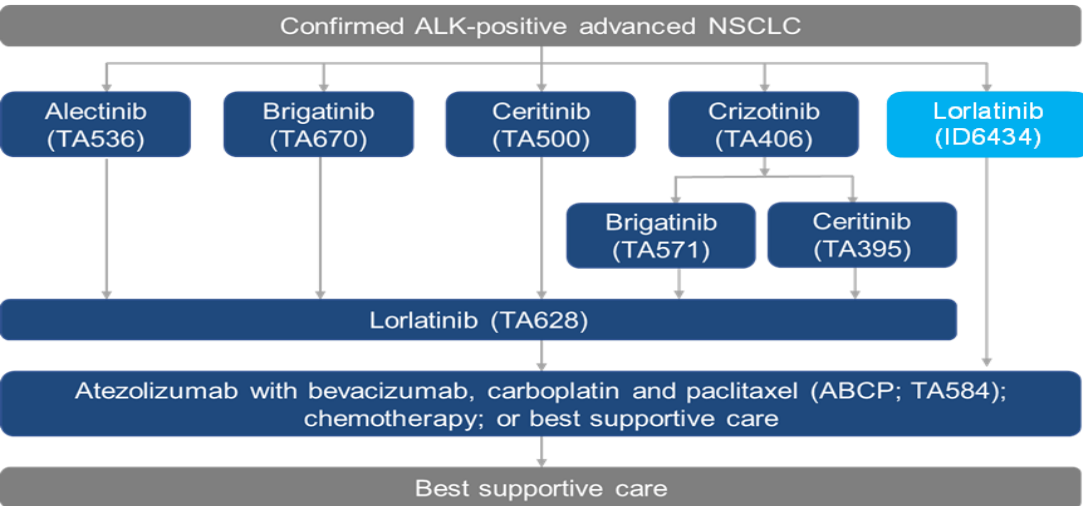 Confirmed ALK-positive advanced NSCLC
Alectinib
(TA536)
Brigatinib
(TA670)
Ceritinib
(TA500)
Crizotinib
(TA406)
Lorlatinib
(ID6434)
Brigatinib
(TA571)
Ceritinib
(TA395)
Lorlatinib (TA628)
Atezolizumab with bevacizumab, carboplatin and paclitaxel (ABCP; TA584);
chemotherapy; or best supportive care
Best supportive care